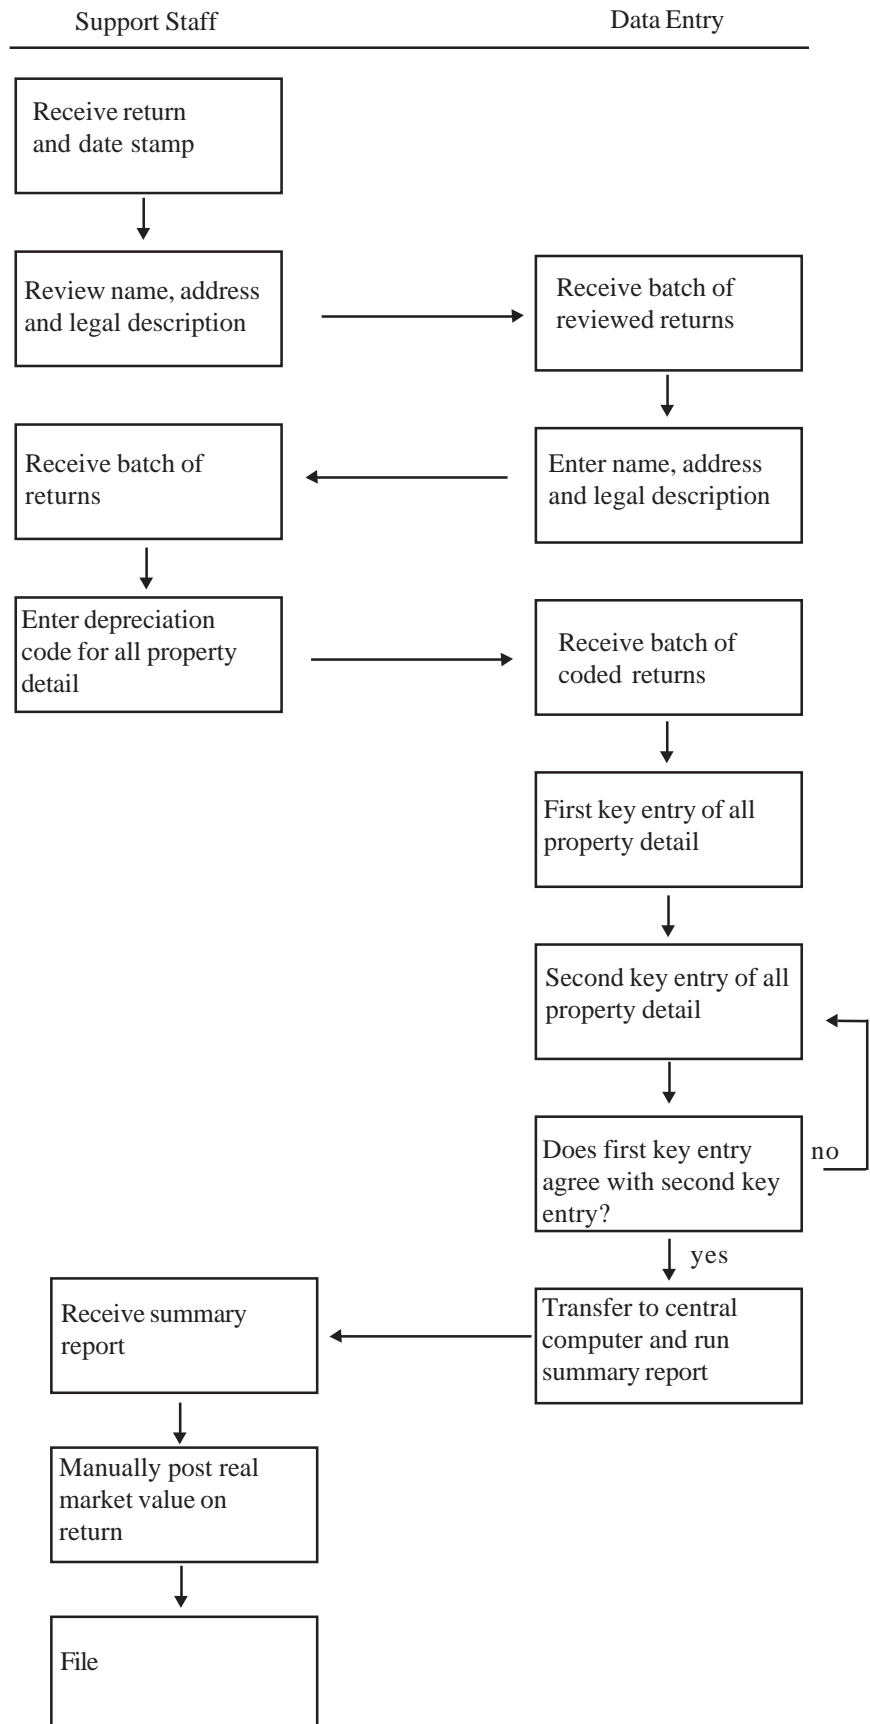 Support Staff
Data Entry
Receive return
and date stamp
Review name, address
and legal description
Receive batch of
reviewed returns
Receive batch of
returns
Enter name, address
and legal description
Enter depreciation
code for all property
detail
Receive batch of
coded returns
First key entry of all
property detail
Second key entry of all
property detail
Does first key entry
agree with second key
entry?
no
yes
Receive summary
report
Transfer to central
computer and run
summary report
Manually post real
market value on
return
File